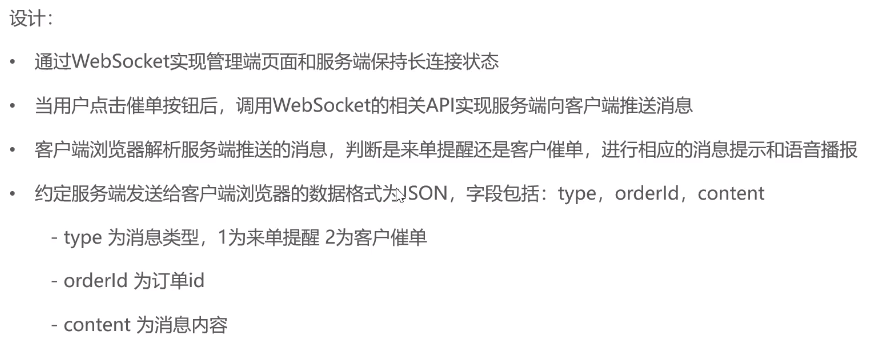 设计：
• 通过WebSocket实现管理端页面和服务端保持长连接状态
• 当用户点击催单按钮后，调用WebSocket的相关API实现服务端向客户端推送消息
• 客户端浏览器解析服务端推送的消息，判断是来单提醒还是客户催单，进行相应的消息提示和语音播报
• 约定服务端发送给客户端浏览器的数据格式为JSON，字段包括：type，orderId，content
- type 为消息类型，1为来单提醒 2为客户催单
- orderId 为订单id
- content 为消息内容